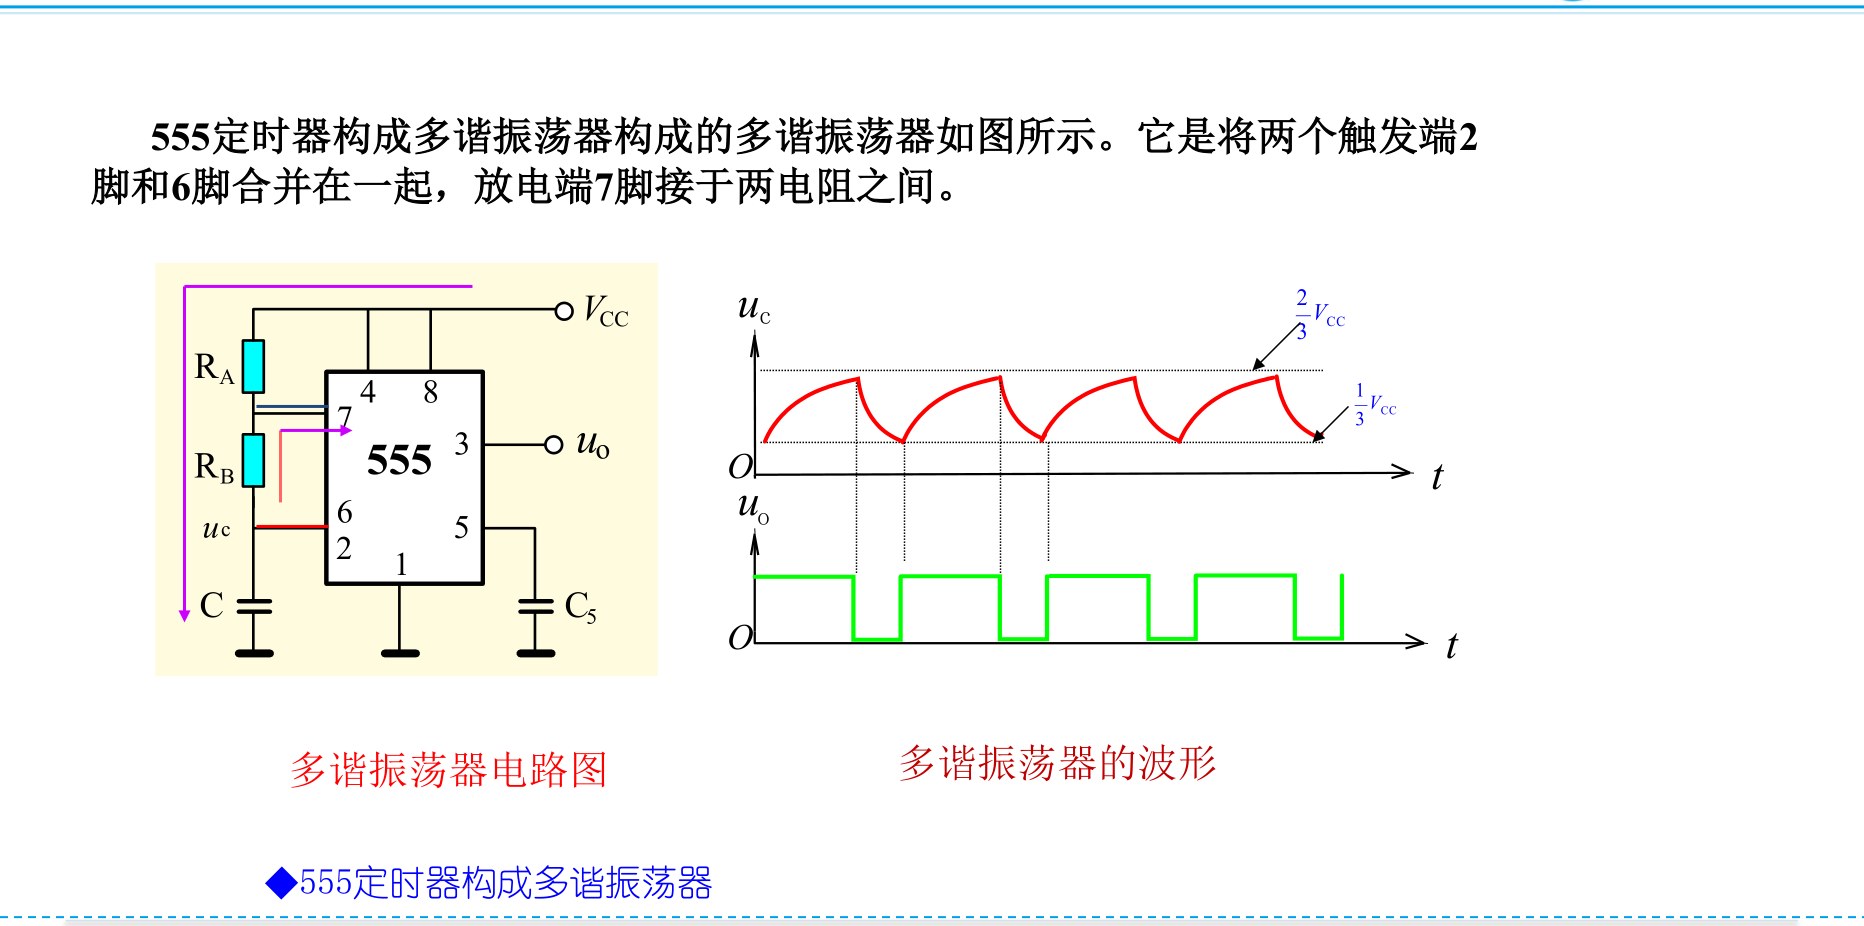 555定时器构成多谐振荡器构成的多谐振荡器如图所示。它是将两个触发端2
脚和6脚合并在一起，放电端7脚接于两电阻之间。
V_CC
R_A
4 8
7
R_B
555
3
u_o
u_c
6
2
5
1
C
C_5
u_C
2/3 V_CC
1/3 V_CC
O
t
u_O
O
t
多谐振荡器电路图
多谐振荡器的波形
◆555定时器构成多谐振荡器